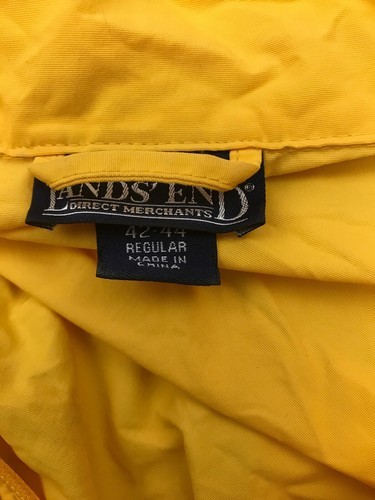 LANDS' END®
DIRECT MERCHANTS
42-44
REGULAR
MADE IN
CHINA